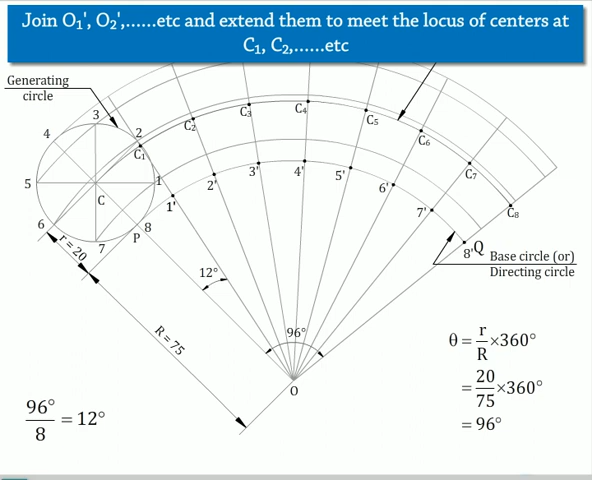 Join O₁', O₂',......etc and extend them to meet the locus of centers at
C₁, C₂,......etc
Generating
circle
3
4
2
C₁
C₂
C₃
C₄
C₅
C₆
C₇
C₈
5
1
C
6
7
8
P
1'
2'
3'
4'
5'
6'
7'
8'
Q
Base circle (or)
Directing circle
r = 20
R = 75
12°
96°
O
θ = r/R ×360°
= 20/75 ×360°
= 96°
96°/8 = 12°